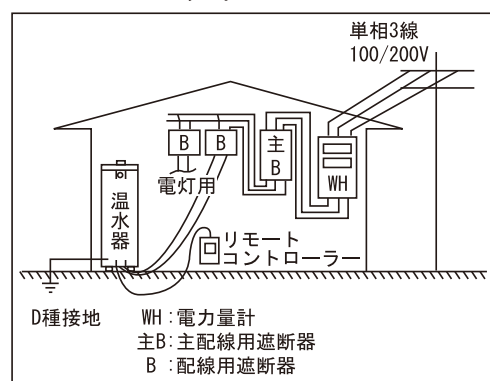 単相3線
100/200V
B
B
主
B
WH
電灯用
温水器
リモート
コントローラー
D種接地
WH:電力量計
主B:主配線用遮断器
B:配線用遮断器